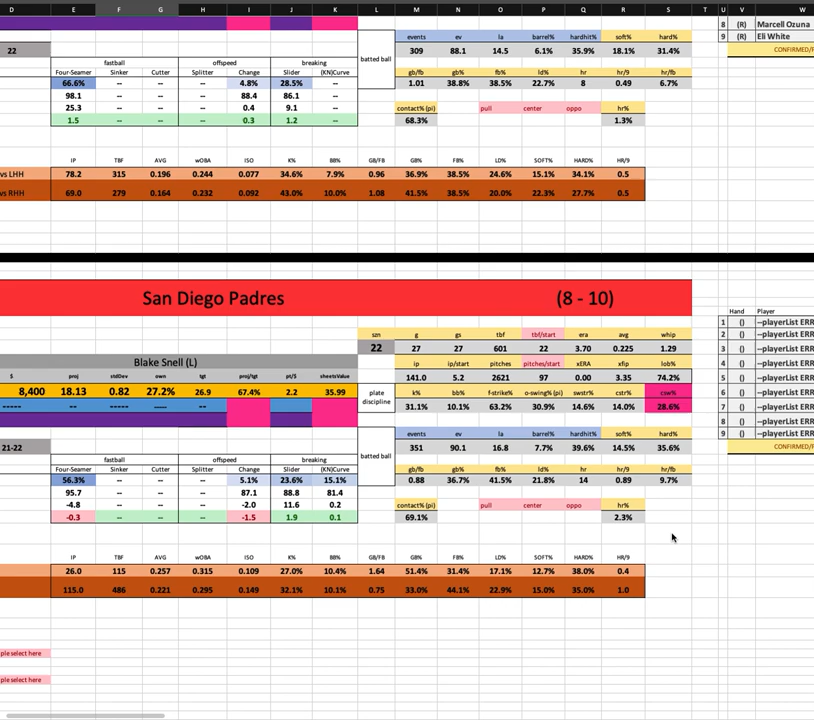 D E F G H I J K L M N O P Q R S T U V W
8 (R) Marcell Ozuna
events ev la barrel% hardhit% soft% hard% 9 (R) Eli White
22 309 88.1 14.5 6.1% 35.9% 18.1% 31.4% CONFIRMED/F
fastball offspeed breaking batted ball
Four-Seamer Sinker Cutter Splitter Change Slider (KN)Curve gb/fb gb% fb% ld% hr hr/9 hr/fb
66.6% -- -- -- 4.8% 28.5% -- 1.01 38.8% 38.5% 22.7% 8 0.49 6.7%
98.1 -- -- -- 88.4 86.1 --
25.3 -- -- -- 0.4 9.1 -- contact% (pi) pull center oppo hr%
1.5 -- -- -- 0.3 1.2 -- 68.3% 1.3%
IP TBF AVG wOBA ISO K% BB% GB/FB GB% FB% LD% SOFT% HARD% HR/9
vs LHH 78.2 315 0.196 0.244 0.077 34.6% 7.9% 0.96 36.9% 38.5% 24.6% 15.1% 34.1% 0.5
vs RHH 69.0 279 0.164 0.232 0.092 43.0% 10.0% 1.08 41.5% 38.5% 20.0% 22.3% 27.7% 0.5
San Diego Padres (8 - 10)
Hand Player
1 () --playerList ERR
szn g gs tbf tbf/start era avg whip 2 () --playerList ERR
22 27 27 601 22 3.70 0.225 1.29 3 () --playerList ERR
Blake Snell (L) ip ip/start pitches pitches/start xERA xfip lob% 4 () --playerList ERR
$ proj stdDev own tgt proj/tgt pt/$ sheetsValue 141.0 5.2 2621 97 0.00 3.35 74.2% 5 () --playerList ERR
8,400 18.13 0.82 27.2% 26.9 67.4% 2.2 35.99 plate discipline k% bb% f-strike% o-swing% (pi) swstr% cstr% csw% 6 () --playerList ERR
----- -- -- ---- -- 31.1% 10.1% 63.2% 30.9% 14.6% 14.0% 28.6% 7 () --playerList ERR
8 () --playerList ERR
events ev la barrel% hardhit% soft% hard% 9 () --playerList ERR
21-22 351 90.1 16.8 7.7% 39.6% 14.5% 35.6% CONFIRMED/F
fastball offspeed breaking batted ball
Four-Seamer Sinker Cutter Splitter Change Slider (KN)Curve gb/fb gb% fb% ld% hr hr/9 hr/fb
56.3% -- -- -- 5.1% 23.6% 15.1% 0.88 36.7% 41.5% 21.8% 14 0.89 9.7%
95.7 -- -- -- 87.1 88.8 81.4
-4.8 -- -- -- -2.0 11.6 0.2 contact% (pi) pull center oppo hr%
-0.3 -- -- -- -1.5 1.9 0.1 69.1% 2.3%
IP TBF AVG wOBA ISO K% BB% GB/FB GB% FB% LD% SOFT% HARD% HR/9
26.0 115 0.257 0.315 0.109 27.0% 10.4% 1.64 51.4% 31.4% 17.1% 12.7% 38.0% 0.4
115.0 486 0.221 0.295 0.149 32.1% 10.1% 0.75 33.0% 44.1% 22.9% 15.0% 35.0% 1.0
ple select here
ple select here